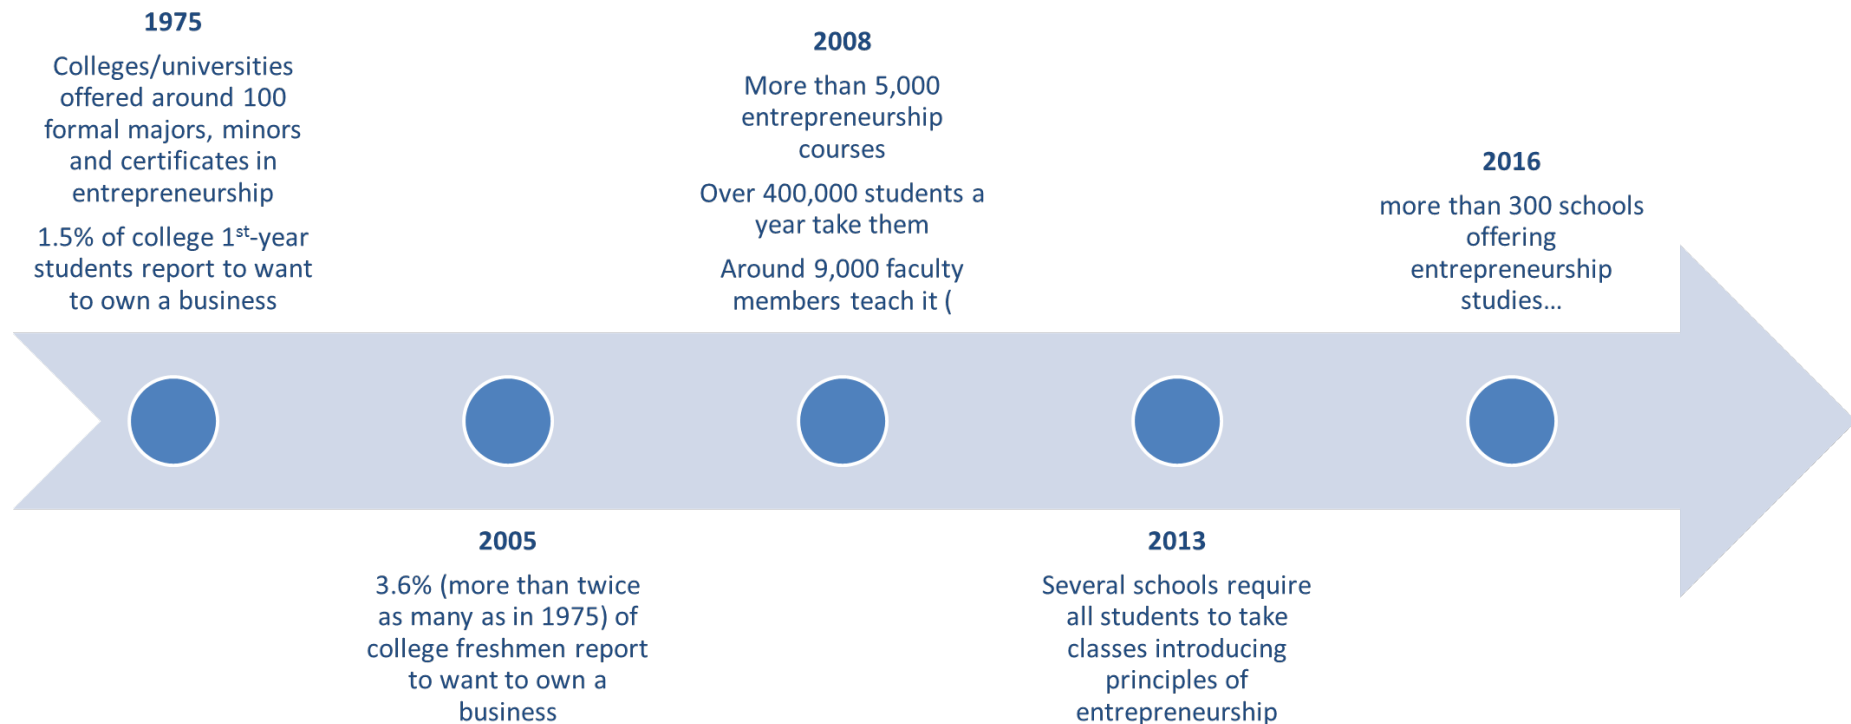 1975
Colleges/universities
offered around 100
formal majors, minors
and certificates in
entrepreneurship
1.5% of college 1st-year
students report to want
to own a business
2005
3.6% (more than twice
as many as in 1975) of
college freshmen report
to want to own a
business
2008
More than 5,000
entrepreneurship
courses
Over 400,000 students a
year take them
Around 9,000 faculty
members teach it (
2013
Several schools require
all students to take
classes introducing
principles of
entrepreneurship
2016
more than 300 schools
offering
entrepreneurship
studies...